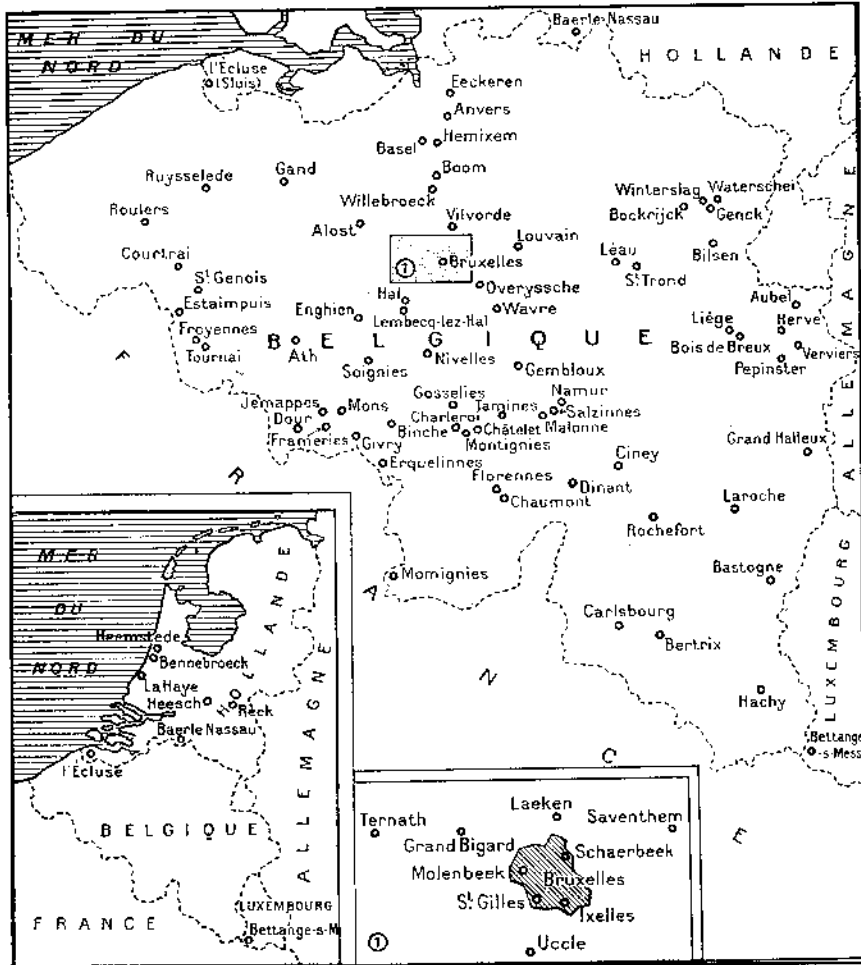 MER DU
NORD
Baerle-Nassau
HOLLANDE
l'Ecluse
(Sluis)
Eeckeren
Anvers
Basel
Hemixem
Boom
Willebroeck
Ruysselede
Gand
Roulers
Alost
Vilvorde
Courtrai
St Genois
Estaimpuis
Froyennes
Tournai
①
Bruxelles
Louvain
Overyssche
Wavre
Hal
Lembecq-lez-Hal
Enghien
Winterslag
Waterschei
Bockrijck
Genck
Bilsen
Léau
St Trond
Aubel
Liége
Herve
Bois de Breux
Verviers
Pepinster
BELGIQUE
Ath
Soignies
Nivelles
Gembloux
Jemappes
Mons
Dour
Frameries
Givry
Binche
Erquelinnes
Gosselies
Charleroi
Tamines
Châtelet
Montignies
Namur
Salzinnes
Malonne
Ciney
Grand Halleux
Florennes
Chaumont
Dinant
Laroche
Rochefort
Bastogne
Momignies
Carlsbourg
Bertrix
Hachy
Bettange
-s-Mess
FRANCE
ALLEMAGNE
LUXEMBOURG
MER
DU
NORD
Heemstede
Bennebroeck
La Haye
Heesch
Reck
Baerle Nassau
l'Ecluse
HOLLANDE
ALLEMAGNE
BELGIQUE
LUXEMBOURG
FRANCE
Bettange-s-M
Ternath
Laeken
Saventhem
Grand Bigard
Schaerbeek
Molenbeek
Bruxelles
St Gilles
Ixelles
Uccle
①